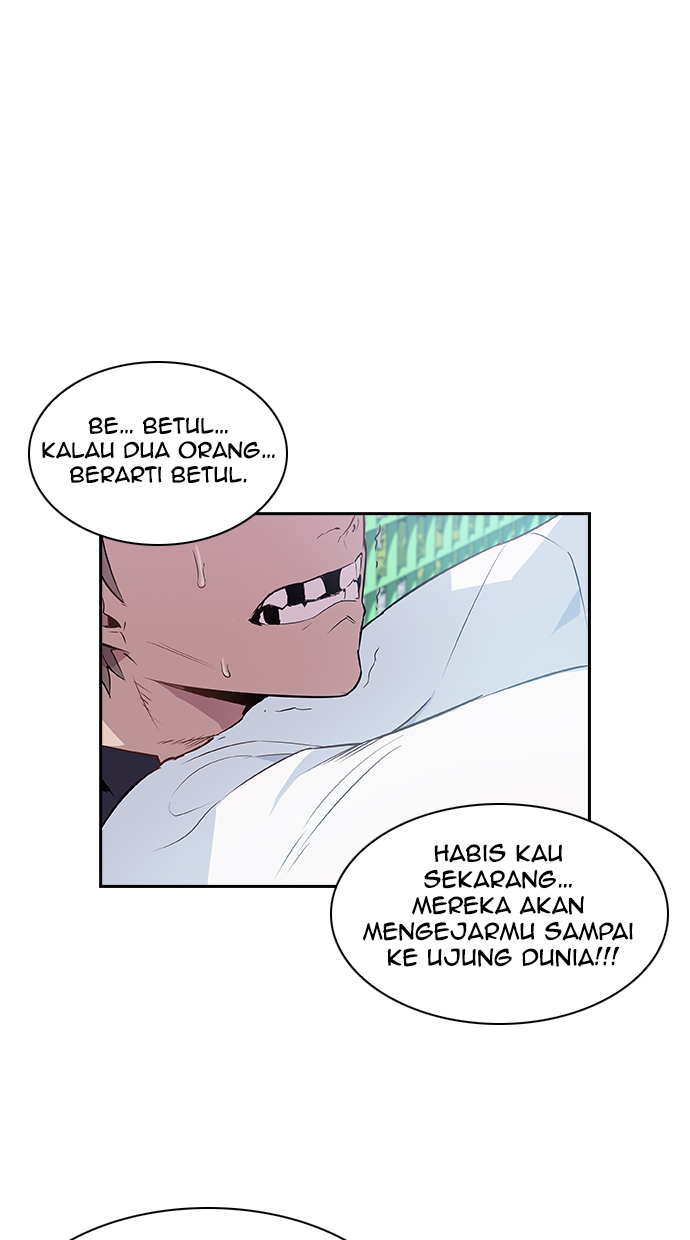 BE... BETUL...
KALAU DUA ORANG...
BERARTI BETUL.
HABIS KAU
SEKARANG...
MEREKA AKAN
MENGEJARMU SAMPAI
KE UJUNG DUNIA!!!